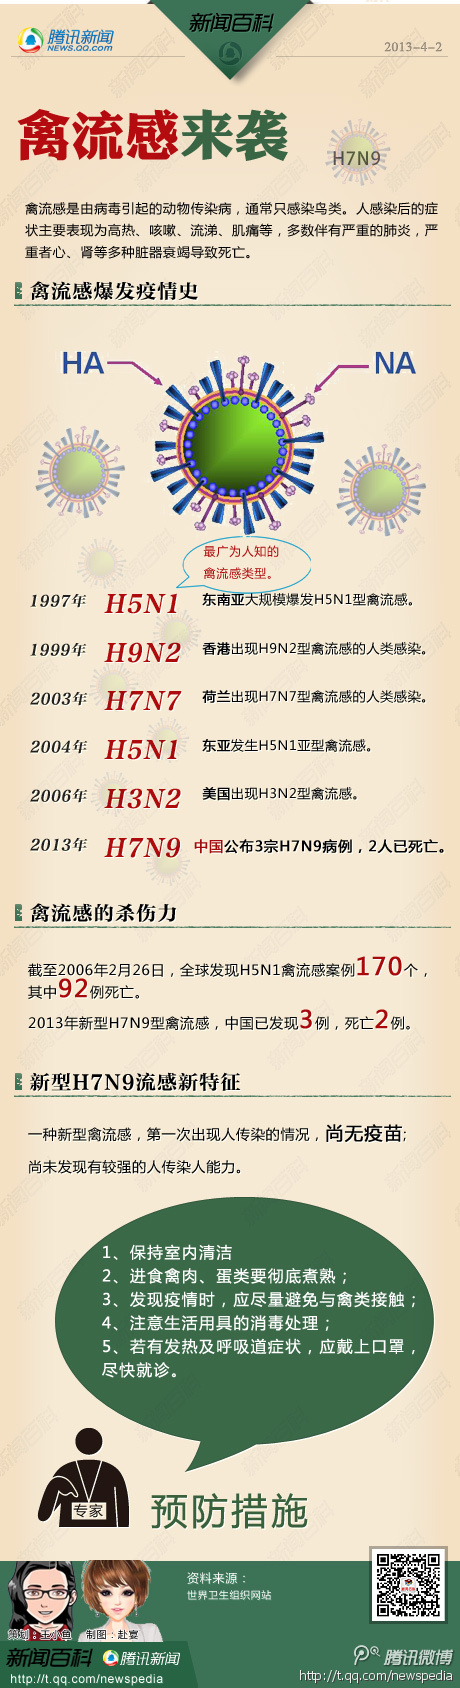 腾讯新闻
NEWS.QQ.COM
新闻百科
2013-4-2
禽流感来袭
H7N9
禽流感是由病毒引起的动物传染病，通常只感染鸟类。人感染后的症
状主要表现为高热、咳嗽、流涕、肌痛等，多数伴有严重的肺炎，严
重者心、肾等多种脏器衰竭导致死亡。
禽流感爆发疫情史
HA
NA
最广为人知的
禽流感类型。
1997年 H5N1 东南亚大规模爆发H5N1型禽流感。
1999年 H9N2 香港出现H9N2型禽流感的人类感染。
2003年 H7N7 荷兰出现H7N7型禽流感的人类感染。
2004年 H5N1 东亚发生H5N1亚型禽流感。
2006年 H3N2 美国出现H3N2型禽流感。
2013年 H7N9 中国公布3宗H7N9病例，2人已死亡。
禽流感的杀伤力
截至2006年2月26日，全球发现H5N1禽流感案例170个，
其中92例死亡。
2013年新型H7N9型禽流感，中国已发现3例，死亡2例。
新型H7N9流感新特征
一种新型禽流感，第一次出现人传染的情况，尚无疫苗;
尚未发现有较强的人传染人能力。
1、保持室内清洁
2、进食禽肉、蛋类要彻底煮熟；
3、发现疫情时，应尽量避免与禽类接触；
4、注意生活用具的消毒处理；
5、若有发热及呼吸道症状，应戴上口罩，
尽快就诊。
专家
预防措施
资料来源：
世界卫生组织网站
策划：王小鱼
制图：赴宴
新闻百科 腾讯新闻
http://t.qq.com/newspedia
腾讯微博
http://t.qq.com/newspedia